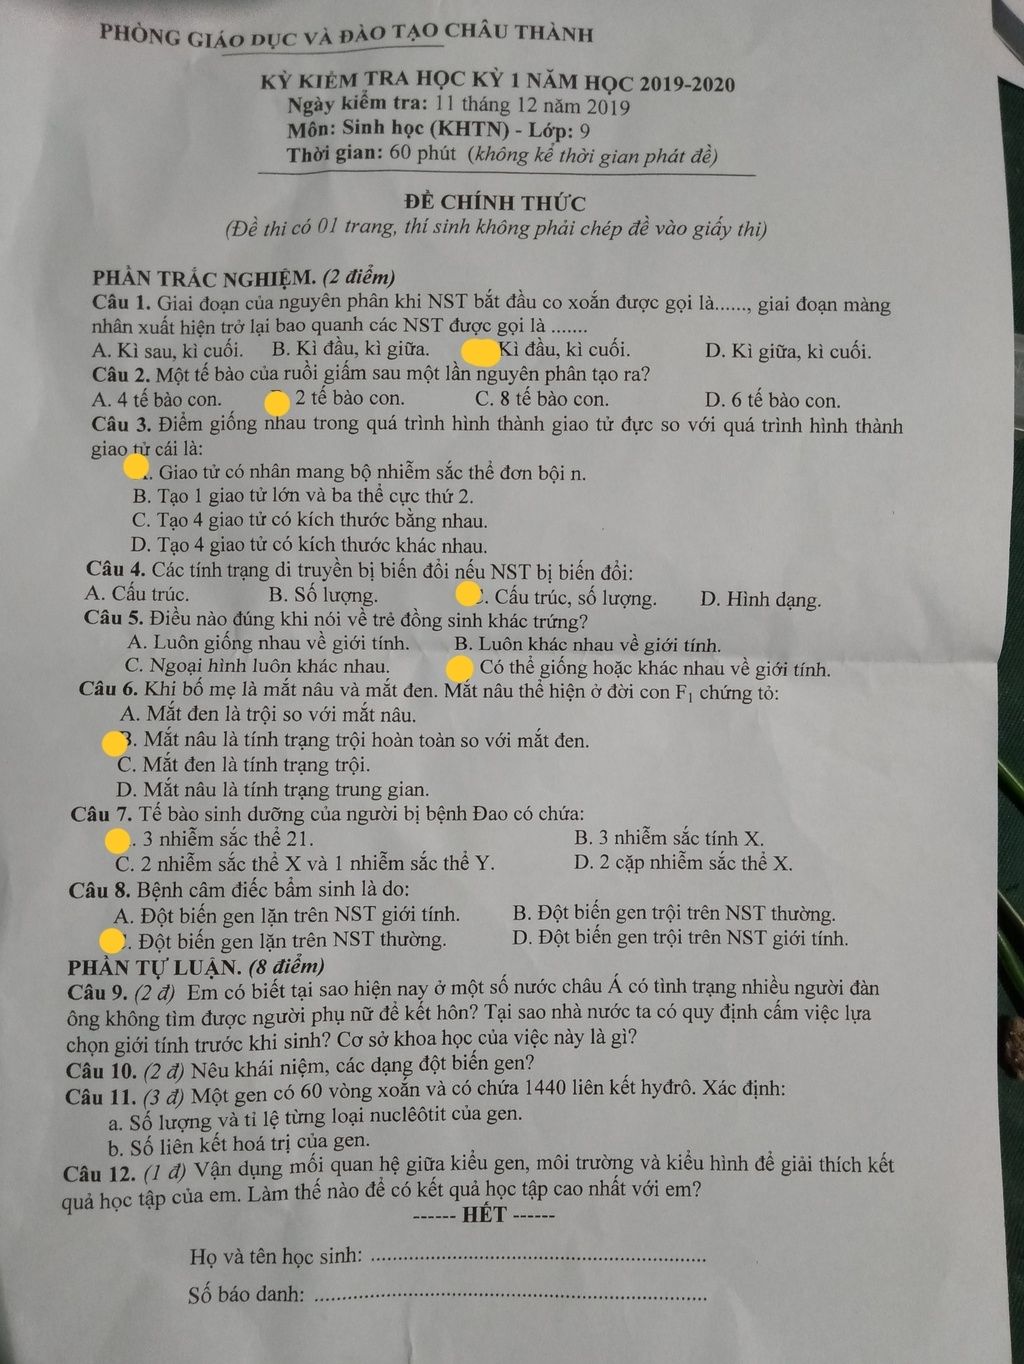 PHÒNG GIÁO DỤC VÀ ĐÀO TẠO CHÂU THÀNH
KỲ KIỂM TRA HỌC KỲ 1 NĂM HỌC 2019-2020
Ngày kiểm tra: 11 tháng 12 năm 2019
Môn: Sinh học (KHTN) - Lớp: 9
Thời gian: 60 phút (không kể thời gian phát đề)
ĐỀ CHÍNH THỨC
(Đề thi có 01 trang, thí sinh không phải chép đề vào giấy thi)
PHẦN TRẮC NGHIỆM. (2 điểm)
Câu 1. Giai đoạn của nguyên phân khi NST bắt đầu co xoắn được gọi là......, giai đoạn màng
nhân xuất hiện trở lại bao quanh các NST được gọi là .......
A. Kì sau, kì cuối. B. Kì đầu, kì giữa. Kì đầu, kì cuối. D. Kì giữa, kì cuối.
Câu 2. Một tế bào của ruồi giấm sau một lần nguyên phân tạo ra?
A. 4 tế bào con. 2 tế bào con. C. 8 tế bào con. D. 6 tế bào con.
Câu 3. Điểm giống nhau trong quá trình hình thành giao tử đực so với quá trình hình thành
giao tử cái là:
. Giao tử có nhân mang bộ nhiễm sắc thể đơn bội n.
B. Tạo 1 giao tử lớn và ba thể cực thứ 2.
C. Tạo 4 giao tử có kích thước bằng nhau.
D. Tạo 4 giao tử có kích thước khác nhau.
Câu 4. Các tính trạng di truyền bị biến đổi nếu NST bị biến đổi:
A. Cấu trúc. B. Số lượng. C. Cấu trúc, số lượng. D. Hình dạng.
Câu 5. Điều nào đúng khi nói về trẻ đồng sinh khác trứng?
A. Luôn giống nhau về giới tính. B. Luôn khác nhau về giới tính.
C. Ngoại hình luôn khác nhau. Có thể giống hoặc khác nhau về giới tính.
Câu 6. Khi bố mẹ là mắt nâu và mắt đen. Mắt nâu thể hiện ở đời con F₁ chứng tỏ:
A. Mắt đen là trội so với mắt nâu.
B. Mắt nâu là tính trạng trội hoàn toàn so với mắt đen.
C. Mắt đen là tính trạng trội.
D. Mắt nâu là tính trạng trung gian.
Câu 7. Tế bào sinh dưỡng của người bị bệnh Đao có chứa:
. 3 nhiễm sắc thể 21. B. 3 nhiễm sắc tính X.
C. 2 nhiễm sắc thể X và 1 nhiễm sắc thể Y. D. 2 cặp nhiễm sắc thể X.
Câu 8. Bệnh câm điếc bẩm sinh là do:
A. Đột biến gen lặn trên NST giới tính. B. Đột biến gen trội trên NST thường.
C. Đột biến gen lặn trên NST thường. D. Đột biến gen trội trên NST giới tính.
PHẦN TỰ LUẬN. (8 điểm)
Câu 9. (2 đ) Em có biết tại sao hiện nay ở một số nước châu Á có tình trạng nhiều người đàn
ông không tìm được người phụ nữ để kết hôn? Tại sao nhà nước ta có quy định cấm việc lựa
chọn giới tính trước khi sinh? Cơ sở khoa học của việc này là gì?
Câu 10. (2 đ) Nêu khái niệm, các dạng đột biến gen?
Câu 11. (3 đ) Một gen có 60 vòng xoắn và có chứa 1440 liên kết hyđrô. Xác định:
a. Số lượng và tỉ lệ từng loại nuclêôtit của gen.
b. Số liên kết hoá trị của gen.
Câu 12. (1 đ) Vận dụng mối quan hệ giữa kiểu gen, môi trường và kiểu hình để giải thích kết
quả học tập của em. Làm thế nào để có kết quả học tập cao nhất với em?
------ HẾT ------
Họ và tên học sinh: ..............................
Số báo danh: ..............................